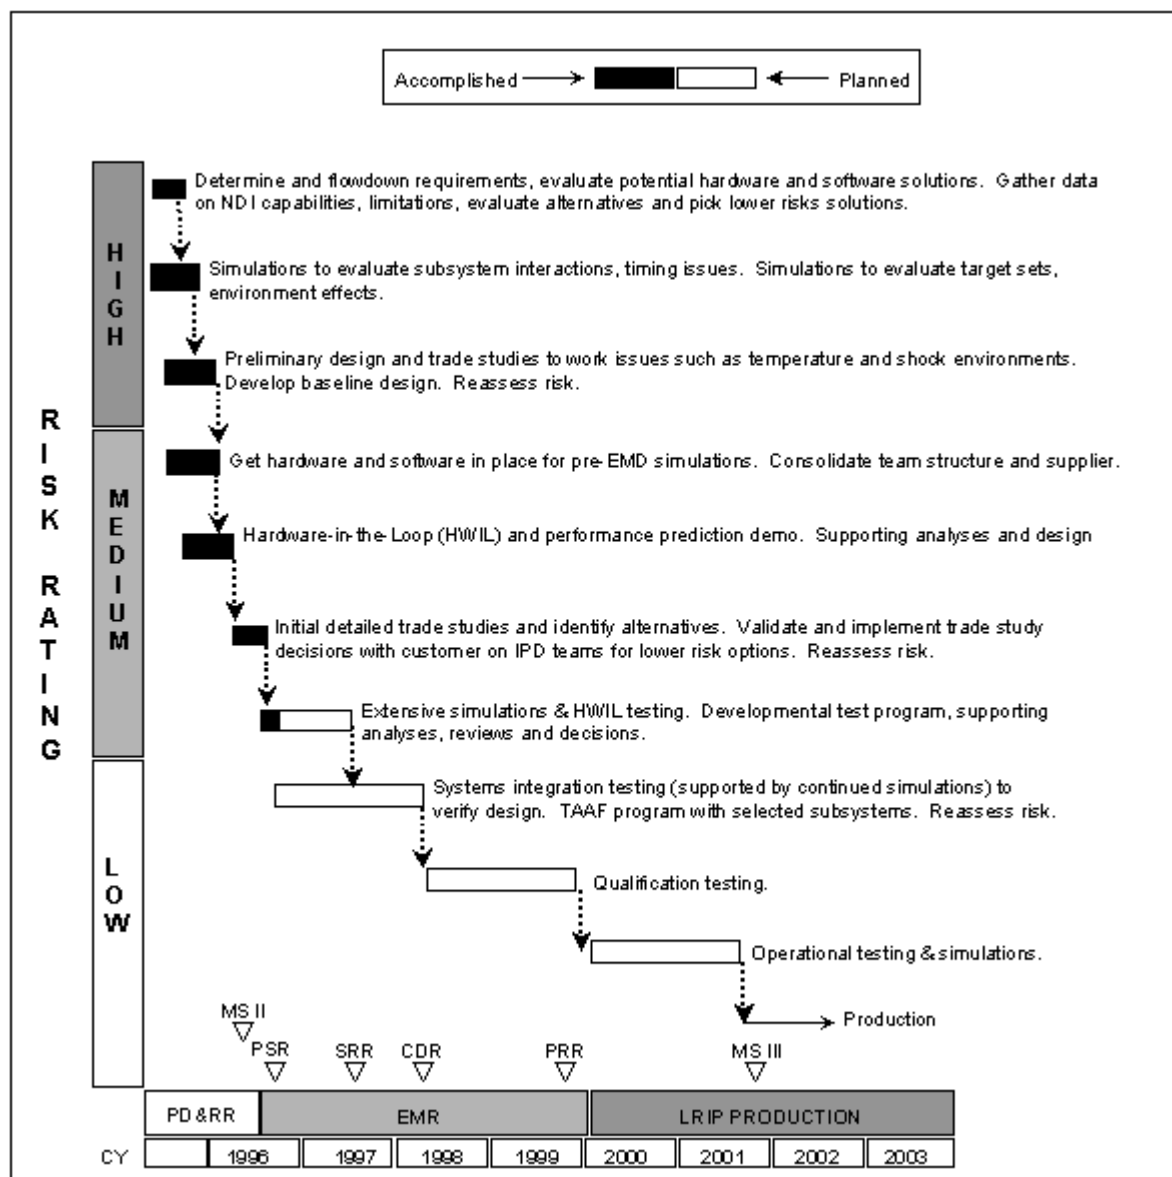 Accomplished
Planned
Determine and flowdown requirements, evaluate potential hardware and software solutions. Gather data
on NDI capabilities, limitations, evaluate alternatives and pick lower risks solutions.
Simulations to evaluate subsystem interactions, timing issues. Simulations to evaluate target sets,
environment effects.
Preliminary design and trade studies to work issues such as temperature and shock environments.
Develop baseline design. Reassess risk.
Get hardware and software in place for pre-EMD simulations. Consolidate team structure and supplier.
Hardware-in-the-Loop (HWIL) and performance prediction demo. Supporting analyses and design
Initial detailed trade studies and identify alternatives. Validate and implement trade study
decisions with customer on IPD teams for lower risk options. Reassess risk.
Extensive simulations & HWIL testing. Developmental test program, supporting
analyses, reviews and decisions.
Systems integration testing (supported by continued simulations) to
verify design. TAAF program with selected subsystems. Reassess risk.
Qualification testing.
Operational testing & simulations.
Production
RISK RATING
HIGH
MEDIUM
LOW
MS II
PSR
SRR
CDR
PRR
MS III
PD &RR
EMR
LRIP PRODUCTION
CY
1996
1997
1998
1999
2000
2001
2002
2003